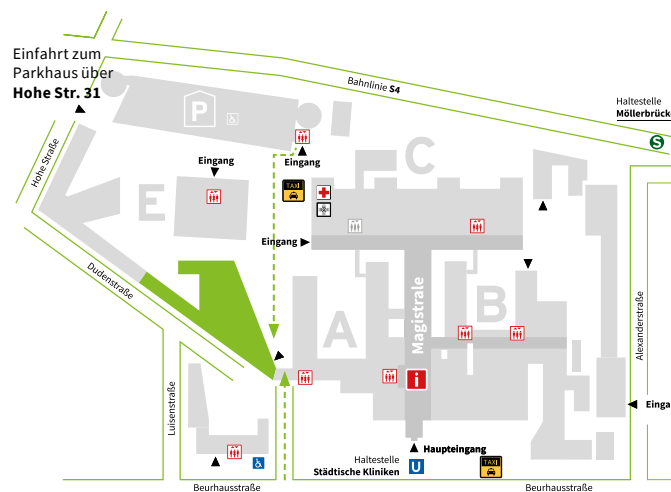 Einfahrt zum
Parkhaus über
Hohe Str. 31
Bahnlinie S4
Haltestelle
Möllerbrücke
S
P
Hohe Straße
Eingang
Eingang
C
TAXI
E
Eingang
Dudenstraße
Magistrale
A
B
Alexanderstraße
i
Luisenstraße
Einga
Haupteingang
Haltestelle
Städtische Kliniken
U
TAXI
Beurhausstraße
Beurhausstraße